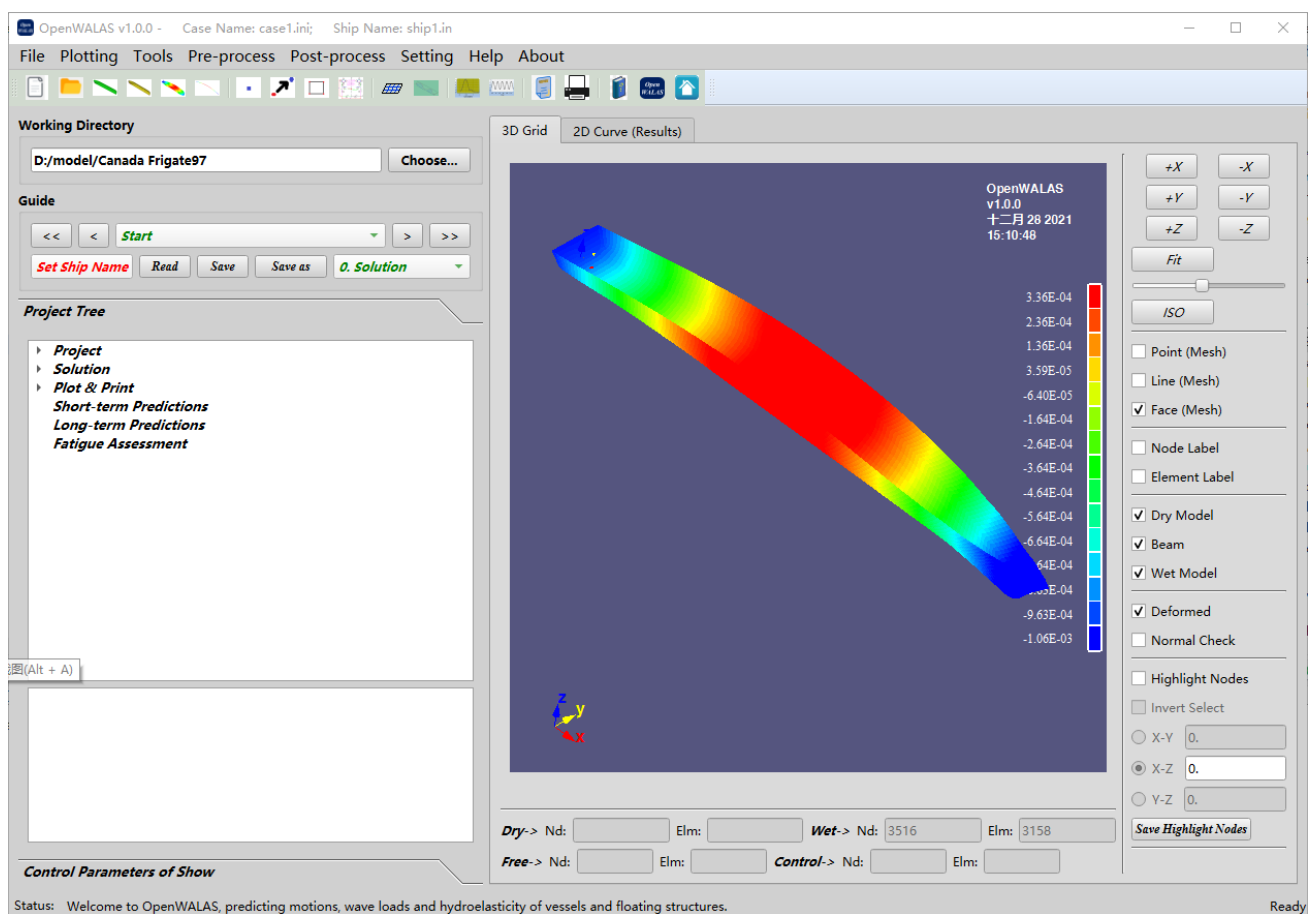 OpenWALAS v1.0.0 - Case Name: case1.ini; Ship Name: ship1.in
File Plotting Tools Pre-process Post-process Setting Help About
Open WALAS
Working Directory
D:/model/Canada Frigate97 Choose...
Guide
<< < Start > >>
Set Ship Name Read Save Save as 0. Solution
Project Tree
Project
Solution
Plot & Print
Short-term Predictions
Long-term Predictions
Fatigue Assessment
图(Alt + A)
Control Parameters of Show
3D Grid 2D Curve (Results)
OpenWALAS
v1.0.0
十二月 28 2021
15:10:48
3.36E-04
2.36E-04
1.36E-04
3.59E-05
-6.40E-05
-1.64E-04
-2.64E-04
-3.64E-04
-4.64E-04
-5.64E-04
-6.64E-04
64E-04
E-04
-9.63E-04
-1.06E-03
z
y
x
Dry-> Nd: Elm: Wet-> Nd: 3516 Elm: 3158
Free-> Nd: Elm: Control-> Nd: Elm:
+X -X
+Y -Y
+Z -Z
Fit
ISO
Point (Mesh)
Line (Mesh)
Face (Mesh)
Node Label
Element Label
Dry Model
Beam
Wet Model
Deformed
Normal Check
Highlight Nodes
Invert Select
X-Y 0.
X-Z 0.
Y-Z 0.
Save Highlight Nodes
Status: Welcome to OpenWALAS, predicting motions, wave loads and hydroelasticity of vessels and floating structures. Ready